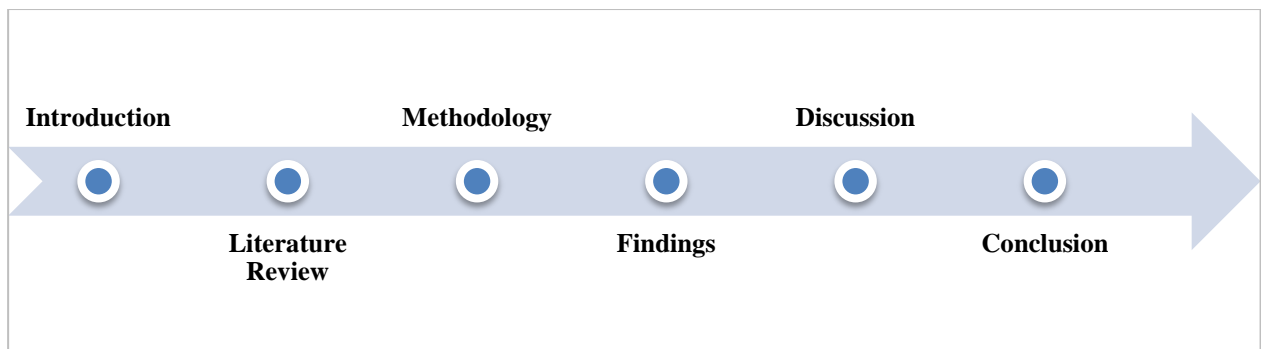 Introduction
Methodology
Discussion
Literature
Review
Findings
Conclusion